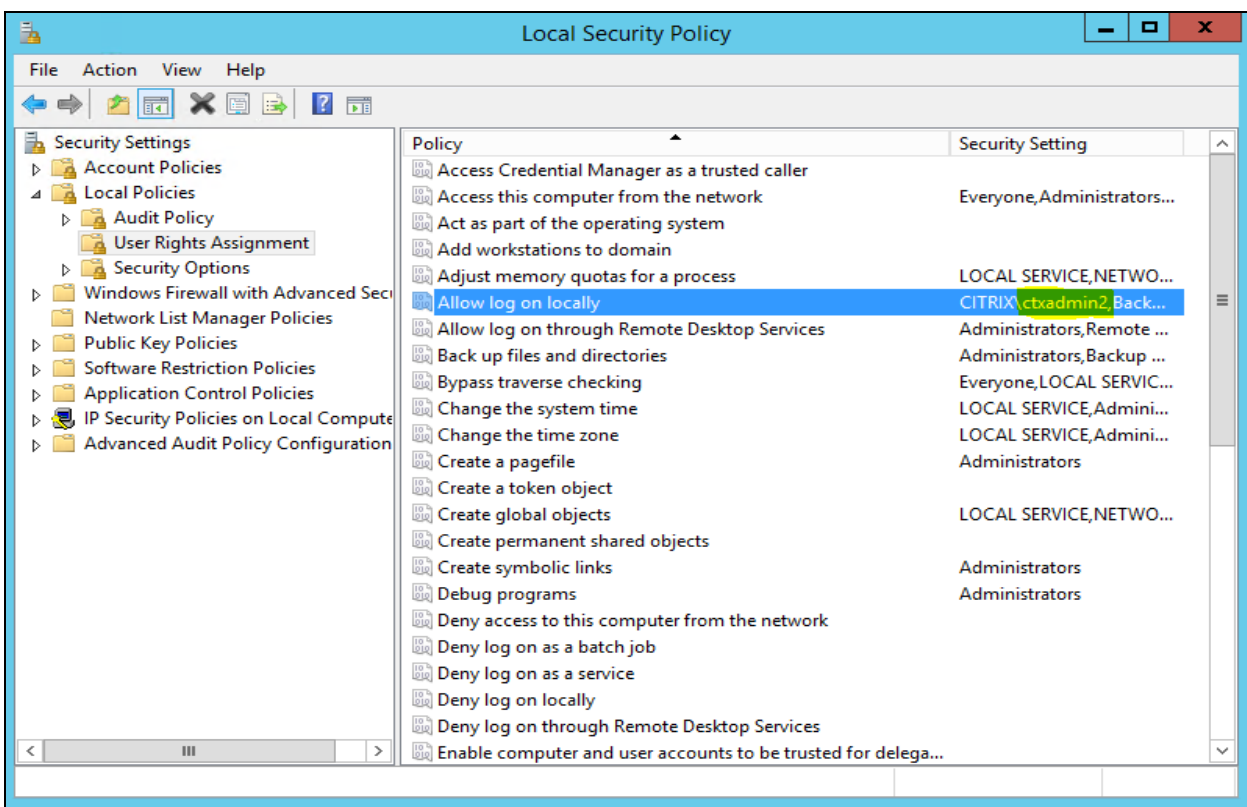 Local Security Policy
File Action View Help
Security Settings
Account Policies
Local Policies
Audit Policy
User Rights Assignment
Security Options
Windows Firewall with Advanced Secu
Network List Manager Policies
Public Key Policies
Software Restriction Policies
Application Control Policies
IP Security Policies on Local Compute
Advanced Audit Policy Configuration
Policy Security Setting
Access Credential Manager as a trusted caller
Access this computer from the network Everyone,Administrators...
Act as part of the operating system
Add workstations to domain
Adjust memory quotas for a process LOCAL SERVICE,NETWO...
Allow log on locally CITRIX\ctxadmin2,Back...
Allow log on through Remote Desktop Services Administrators,Remote ...
Back up files and directories Administrators,Backup ...
Bypass traverse checking Everyone,LOCAL SERVIC...
Change the system time LOCAL SERVICE,Admini...
Change the time zone LOCAL SERVICE,Admini...
Create a pagefile Administrators
Create a token object
Create global objects LOCAL SERVICE,NETWO...
Create permanent shared objects
Create symbolic links Administrators
Debug programs Administrators
Deny access to this computer from the network
Deny log on as a batch job
Deny log on as a service
Deny log on locally
Deny log on through Remote Desktop Services
Enable computer and user accounts to be trusted for delega...